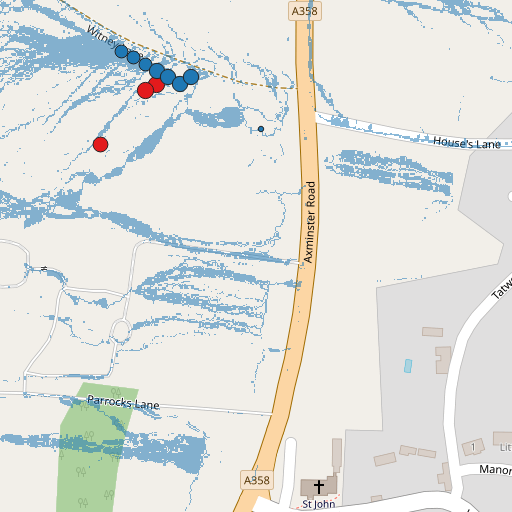 A358
Witney
House's Lane
Axminster Road
Tatw
Parrocks Lane
1
Lit
Manor
A358
St John